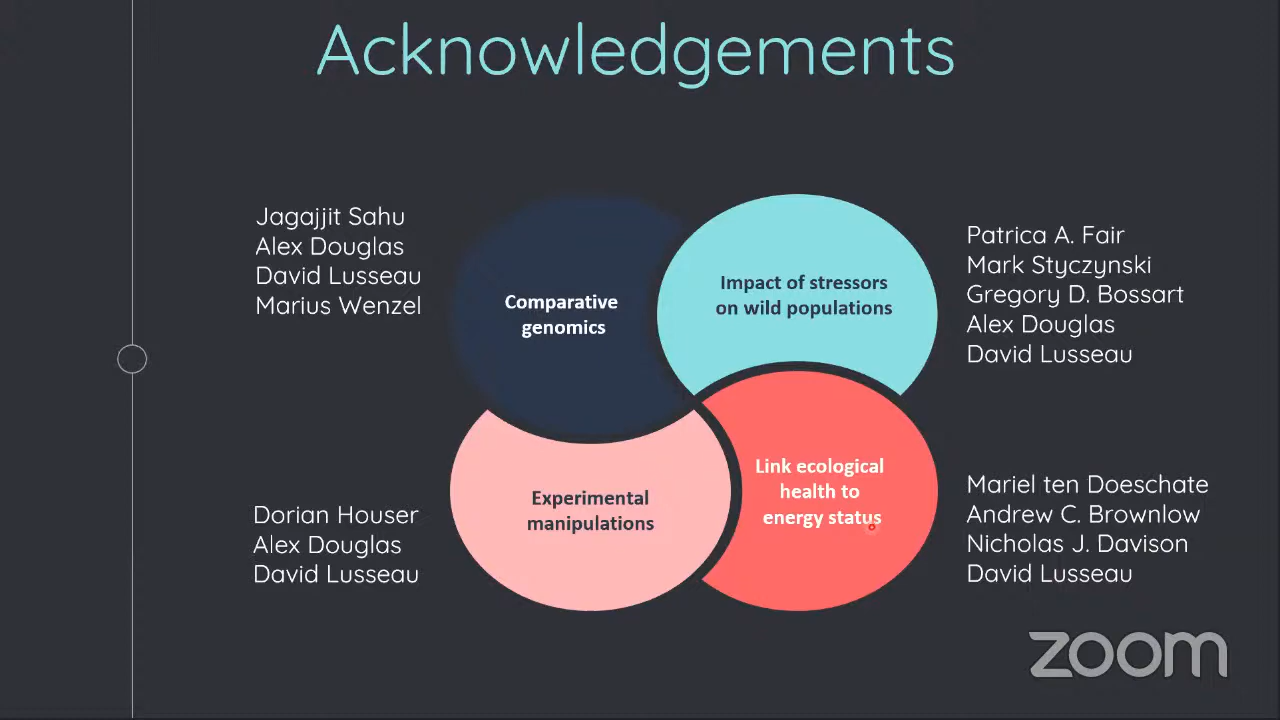 Acknowledgements
Jagajjit Sahu
Alex Douglas
David Lusseau
Marius Wenzel
Comparative
genomics
Impact of stressors
on wild populations
Patrica A. Fair
Mark Styczynski
Gregory D. Bossart
Alex Douglas
David Lusseau
Dorian Houser
Alex Douglas
David Lusseau
Experimental
manipulations
Link ecological
health to
energy status
Mariel ten Doeschate
Andrew C. Brownlow
Nicholas J. Davison
David Lusseau
zoom